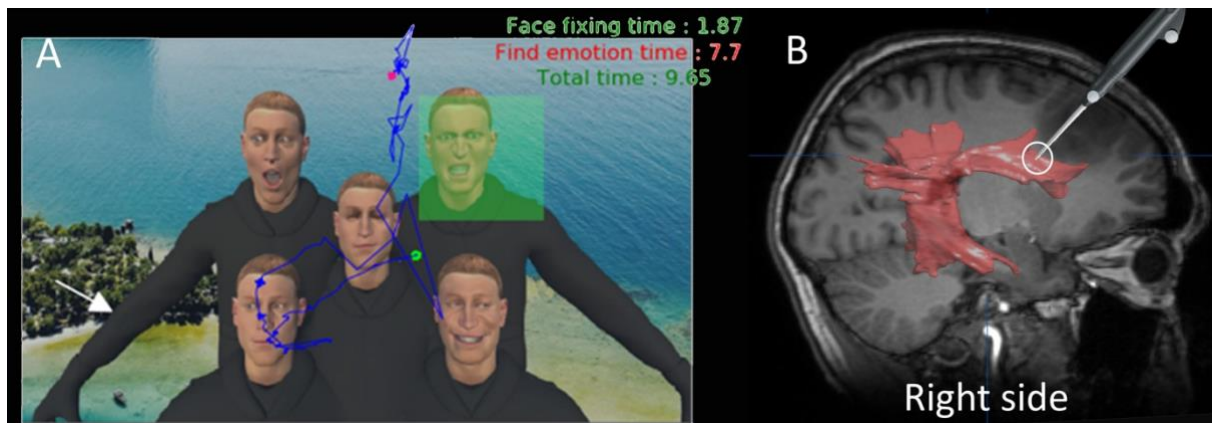 A
Face fixing time : 1.87
Find emotion time : 7.7
Total time : 9.65
B
Right side